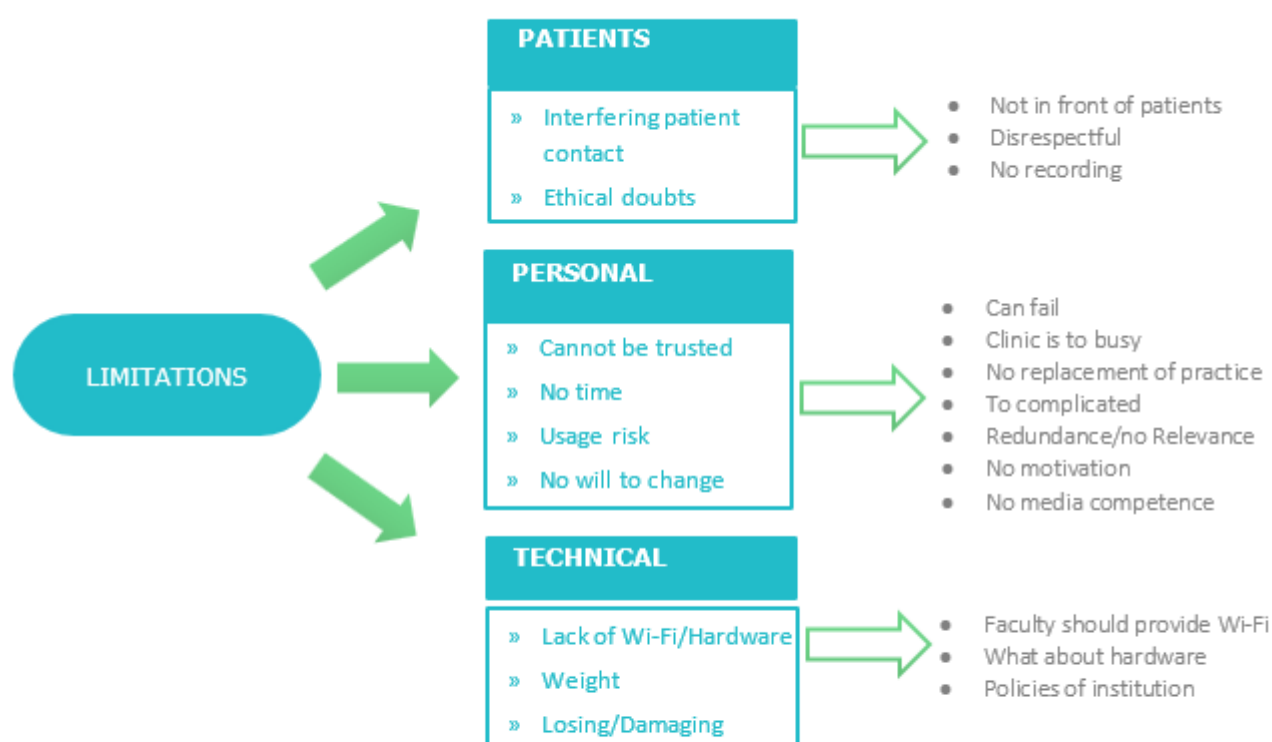 LIMITATIONS
PATIENTS
» Interfering patient
contact
» Ethical doubts
● Not in front of patients
● Disrespectful
● No recording
PERSONAL
» Cannot be trusted
» No time
» Usage risk
» No will to change
● Can fail
● Clinic is to busy
● No replacement of practice
● To complicated
● Redundance/no Relevance
● No motivation
● No media competence
TECHNICAL
» Lack of Wi-Fi/Hardware
» Weight
» Losing/Damaging
● Faculty should provide Wi-Fi
● What about hardware
● Policies of institution